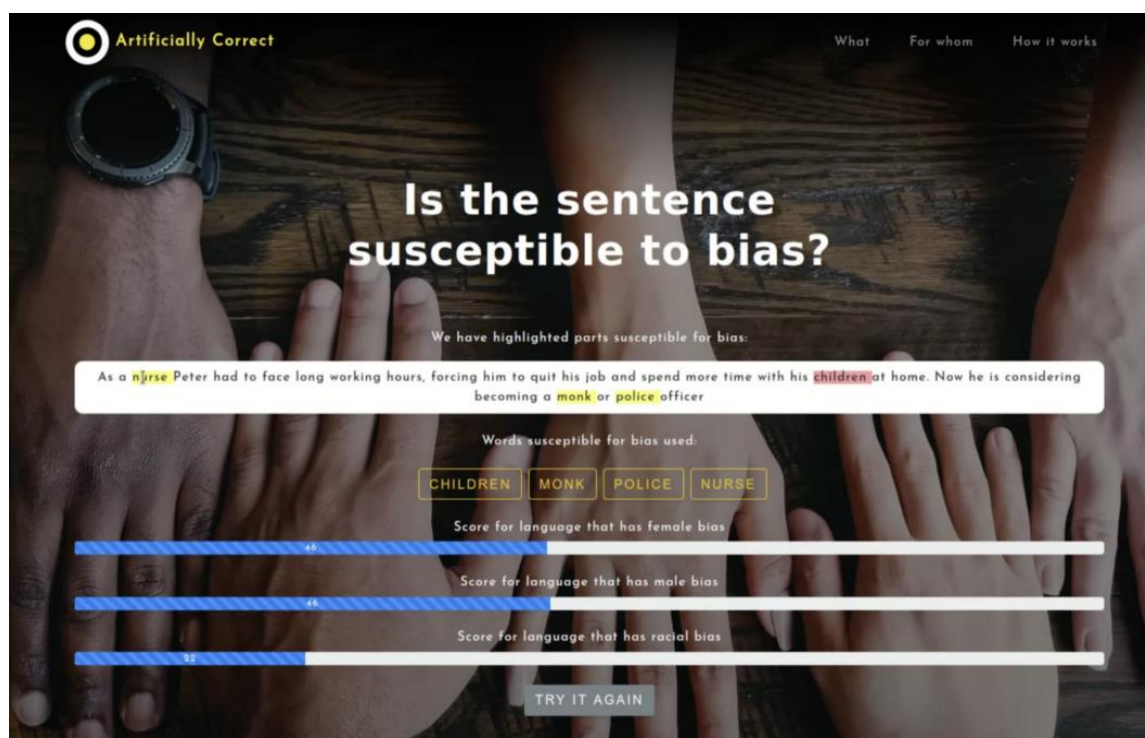 Artificially Correct
What For whom How it works
Is the sentence
susceptible to bias?
We have highlighted parts susceptible for bias:
As a nurse Peter had to face long working hours, forcing him to quit his job and spend more time with his children at home. Now he is considering
becoming a monk or police officer
Words susceptible for bias used:
CHILDREN MONK POLICE NURSE
Score for language that has female bias
46
Score for language that has male bias
46
Score for language that has racial bias
22
TRY IT AGAIN